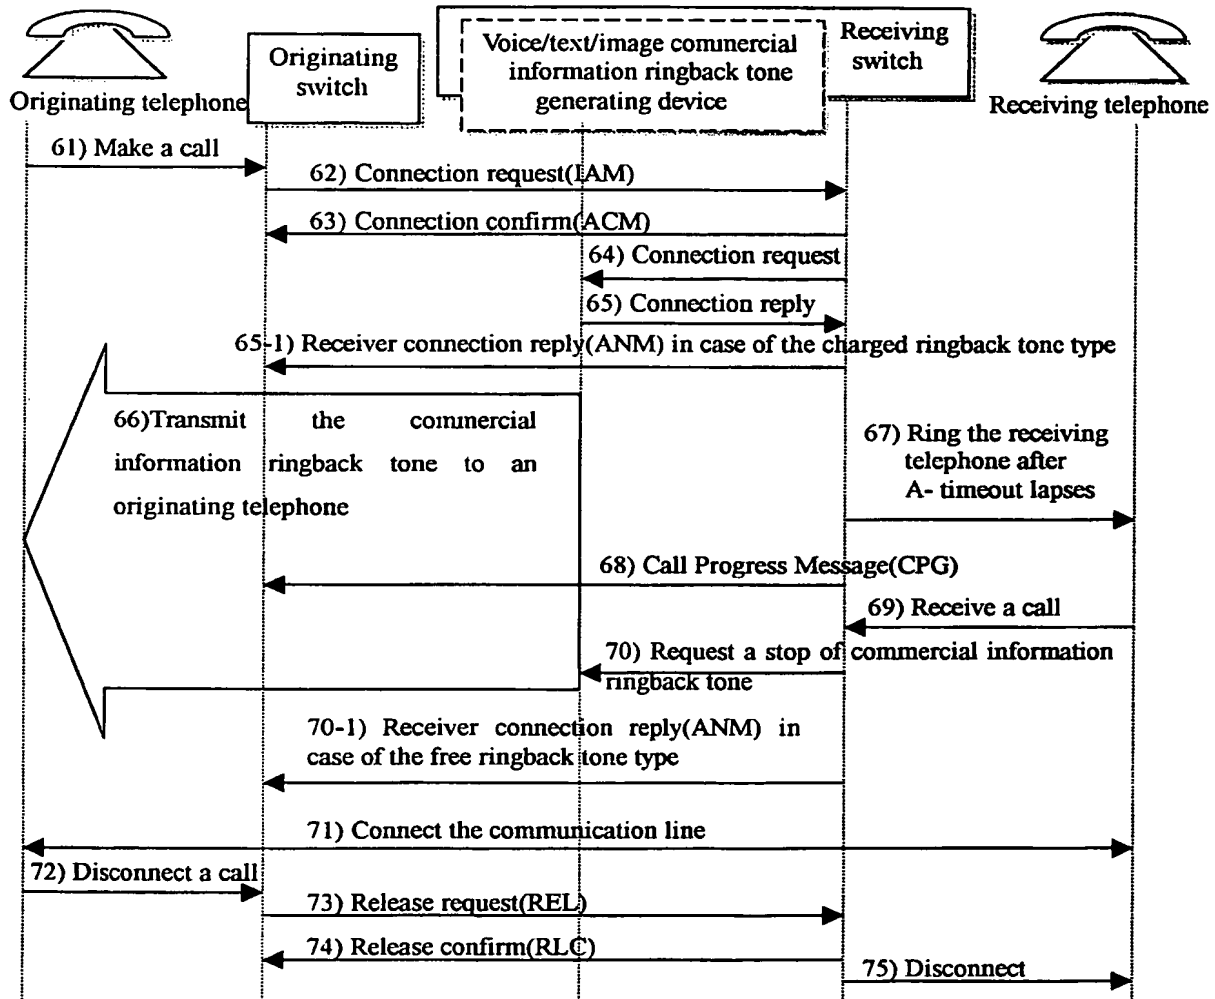 Originating telephone
Originating
switch
Voice/text/image commercial
information ringback tone
generating device
Receiving
switch
Receiving telephone
61) Make a call
62) Connection request(IAM)
63) Connection confirm(ACM)
64) Connection request
65) Connection reply
65-1) Receiver connection reply(ANM) in case of the charged ringback tone type
66)Transmit the commercial
information ringback tone to an
originating telephone
67) Ring the receiving
telephone after
A- timeout lapses
68) Call Progress Message(CPG)
69) Receive a call
70) Request a stop of commercial information
ringback tone
70-1) Receiver connection reply(ANM) in
case of the free ringback tone type
71) Connect the communication line
72) Disconnect a call
73) Release request(REL)
74) Release confirm(RLC)
75) Disconnect